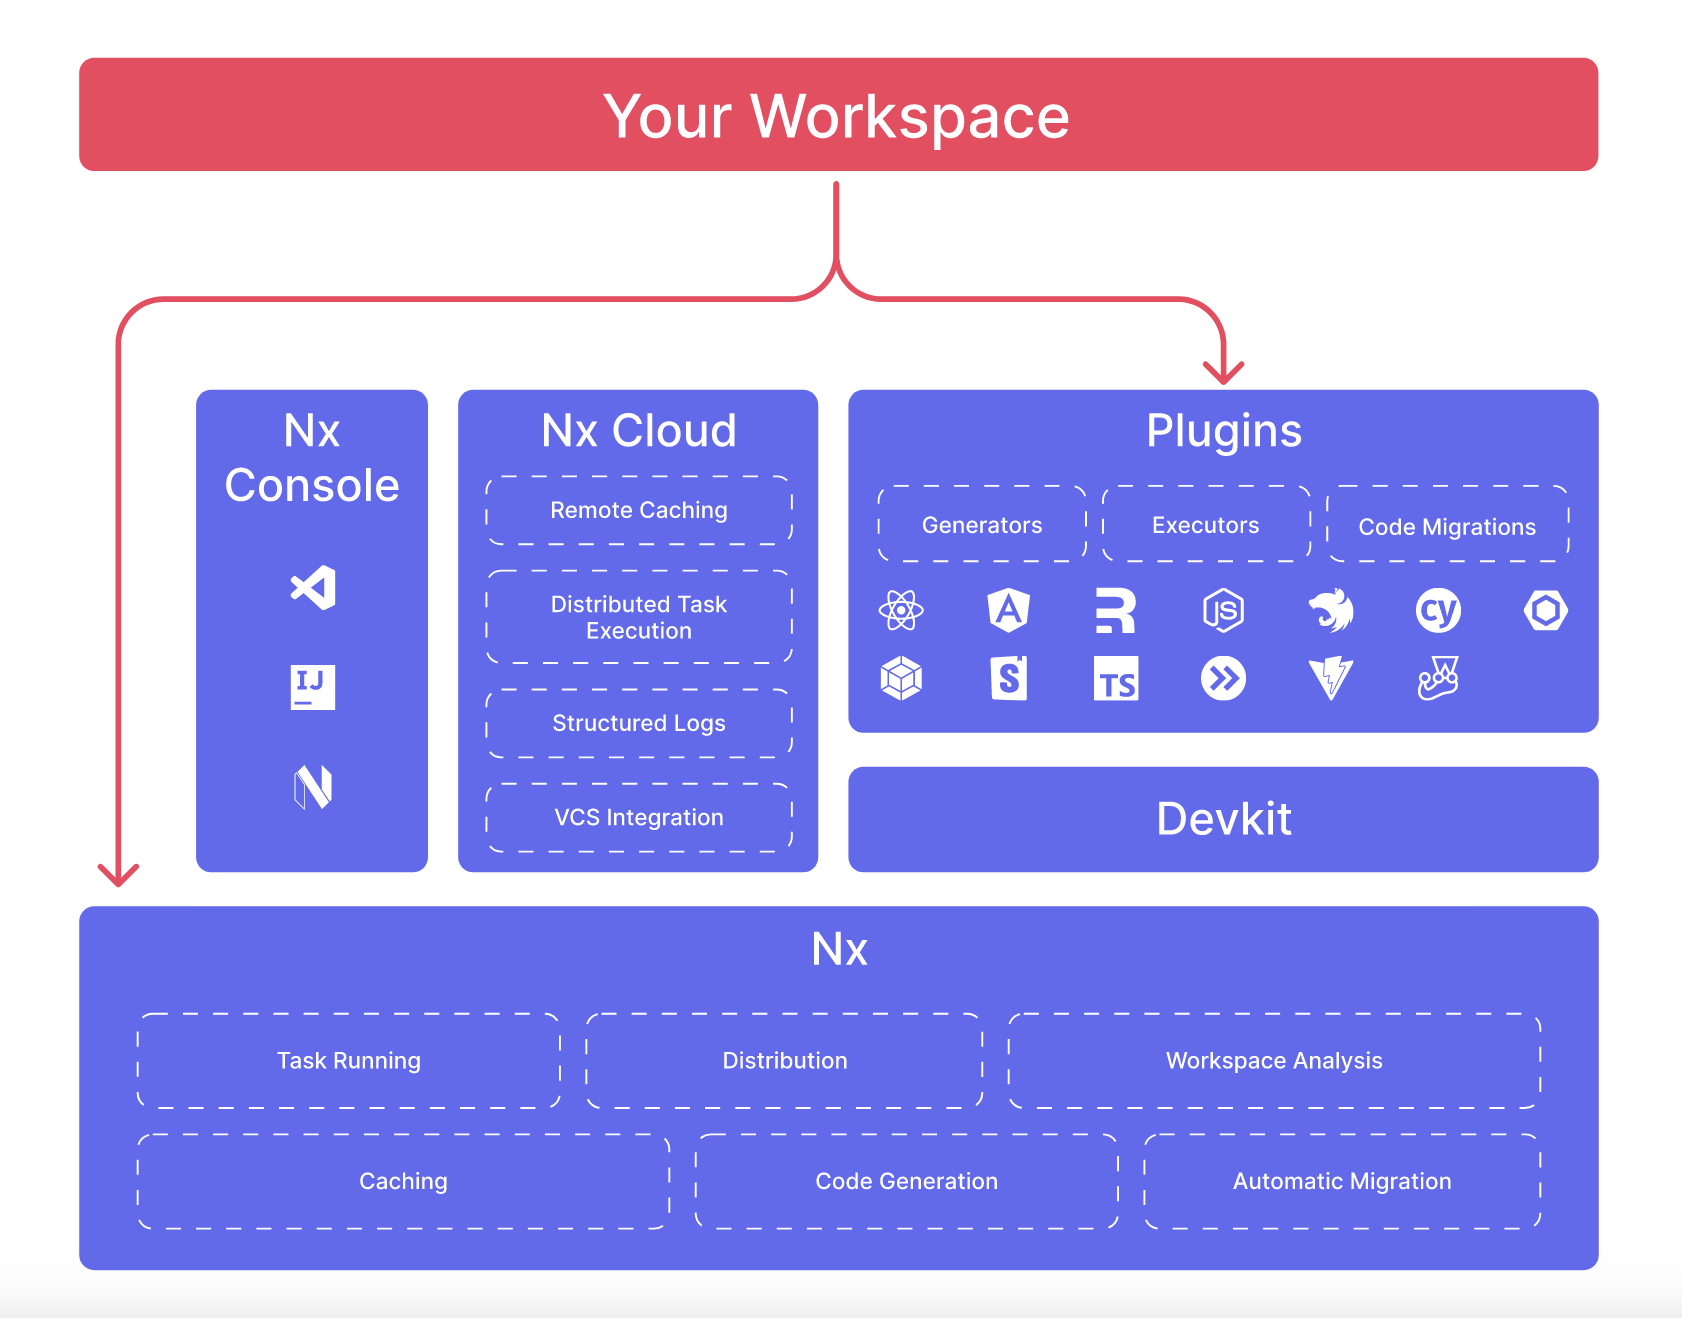 Your Workspace
Nx
Console
IJ
Nx Cloud
Remote Caching
Distributed Task
Execution
Structured Logs
VCS Integration
Plugins
Generators
Executors
Code Migrations
JS
cy
S
TS
Devkit
Nx
Task Running
Distribution
Workspace Analysis
Caching
Code Generation
Automatic Migration